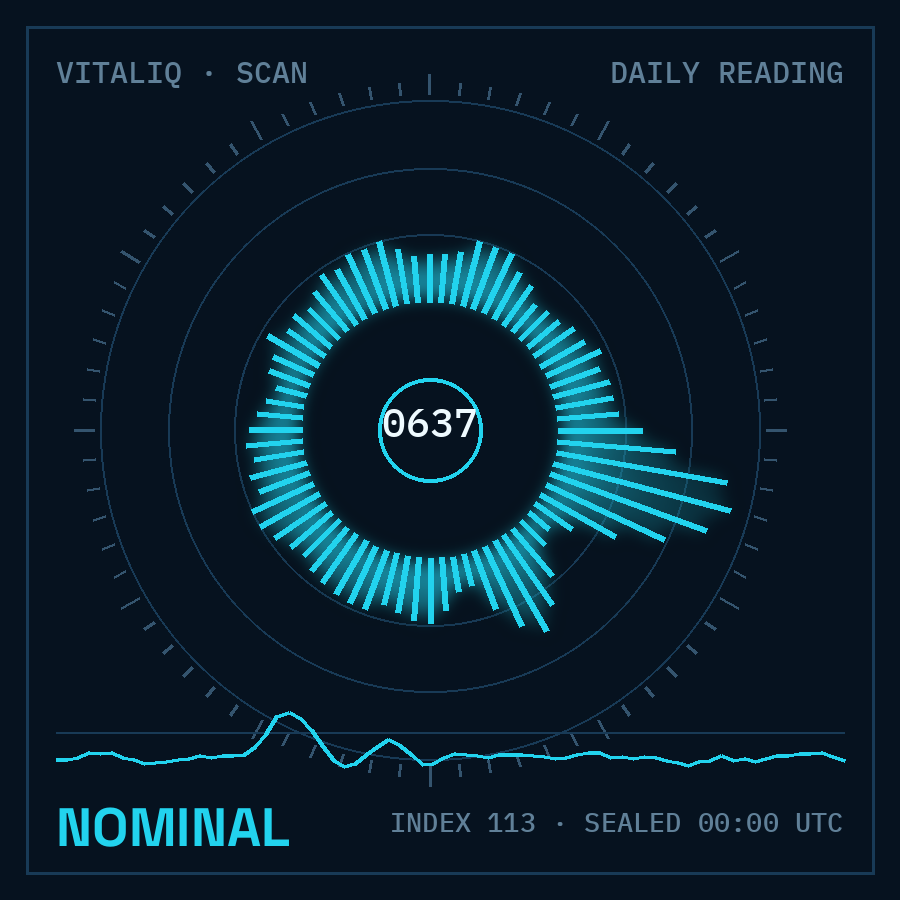 VITALIQ · SCAN
DAILY READING
0637
NOMINAL
INDEX 113 · SEALED 00:00 UTC